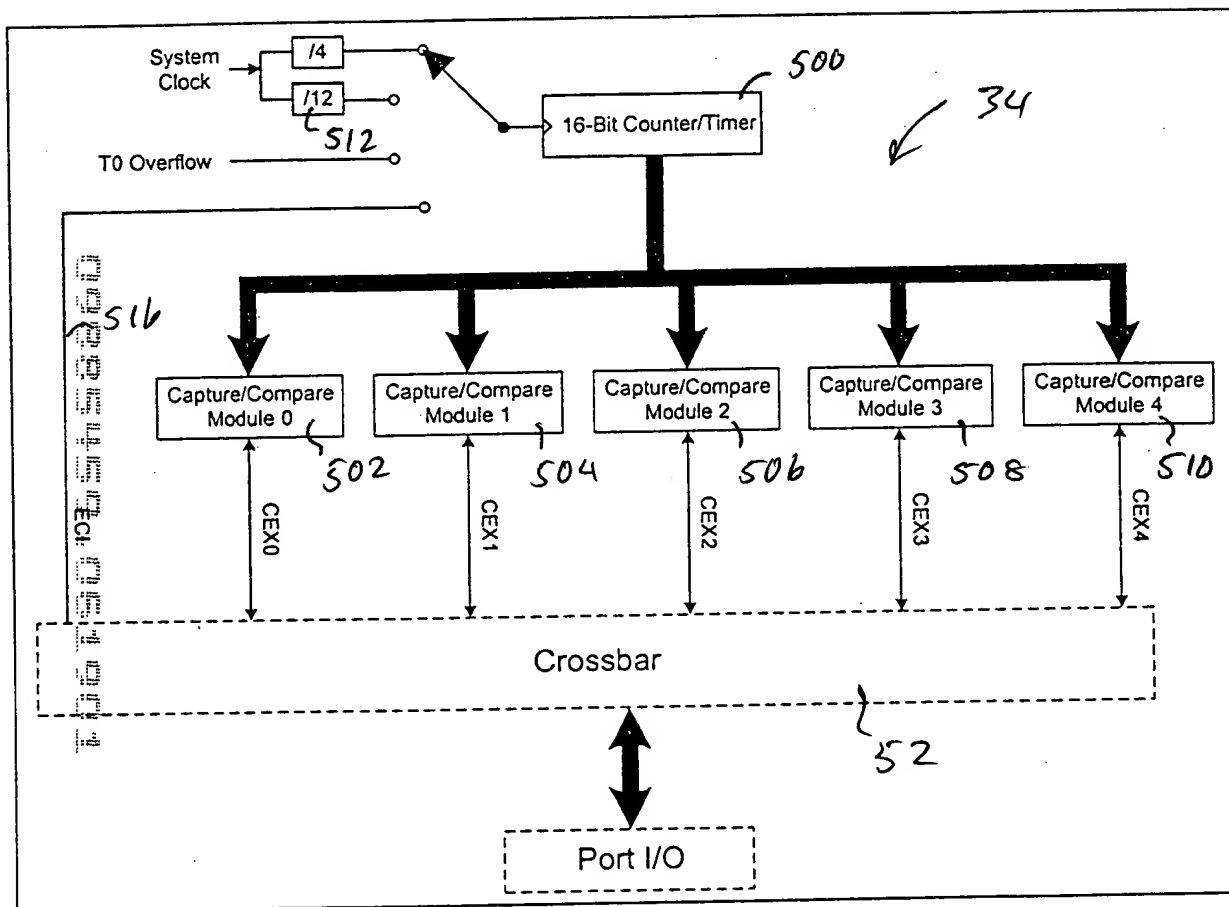 System
Clock
/4
/12
512
T0 Overflow
16-Bit Counter/Timer
500
34
516
Capture/Compare
Module 0
502
Capture/Compare
Module 1
504
Capture/Compare
Module 2
506
Capture/Compare
Module 3
508
Capture/Compare
Module 4
510
ECI
CEX0
CEX1
CEX2
CEX3
CEX4
Crossbar
52
Port I/O